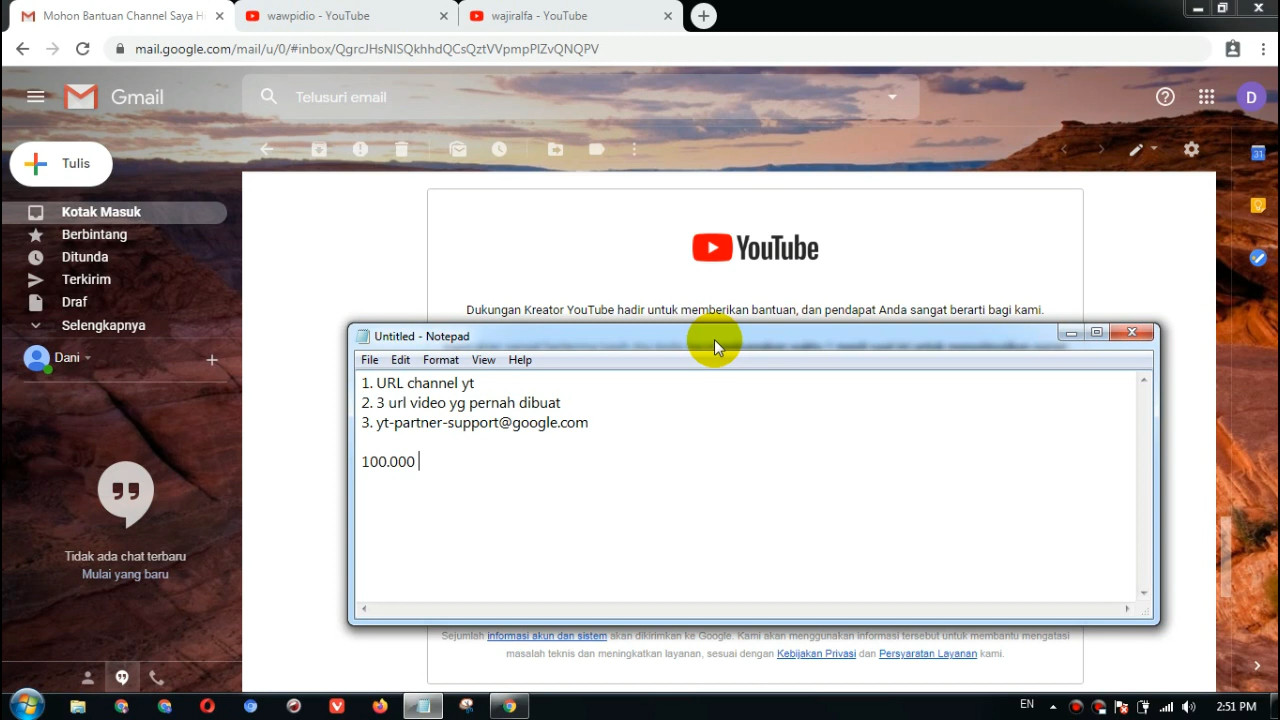 Mohon Bantuan Channel Saya Hi
wawpidio - YouTube
wajiralfa - YouTube
mail.google.com/mail/u/0/#inbox/QgrcJHsNlSQkhhdQCsQztVVpmpPlZvQNQPV
Gmail
Telusuri email
D
Tulis
Kotak Masuk
Berbintang
Ditunda
Terkirim
Draf
Selengkapnya
Dani
Tidak ada chat terbaru
Mulai yang baru
31
YouTube
Dukungan Kreator YouTube hadir untuk memberikan bantuan, dan pendapat Anda sangat berarti bagi kami.
Untitled - Notepad
File Edit Format View Help
1. URL channel yt
2. 3 url video yg pernah dibuat
3. yt-partner-support@google.com
100.000
Sejumlah informasi akun dan sistem akan dikirimkan ke Google. Kami akan menggunakan informasi tersebut untuk membantu mengatasi
masalah teknis dan meningkatkan layanan, sesuai dengan Kebijakan Privasi dan Persyaratan Layanan kami.
EN
2:51 PM